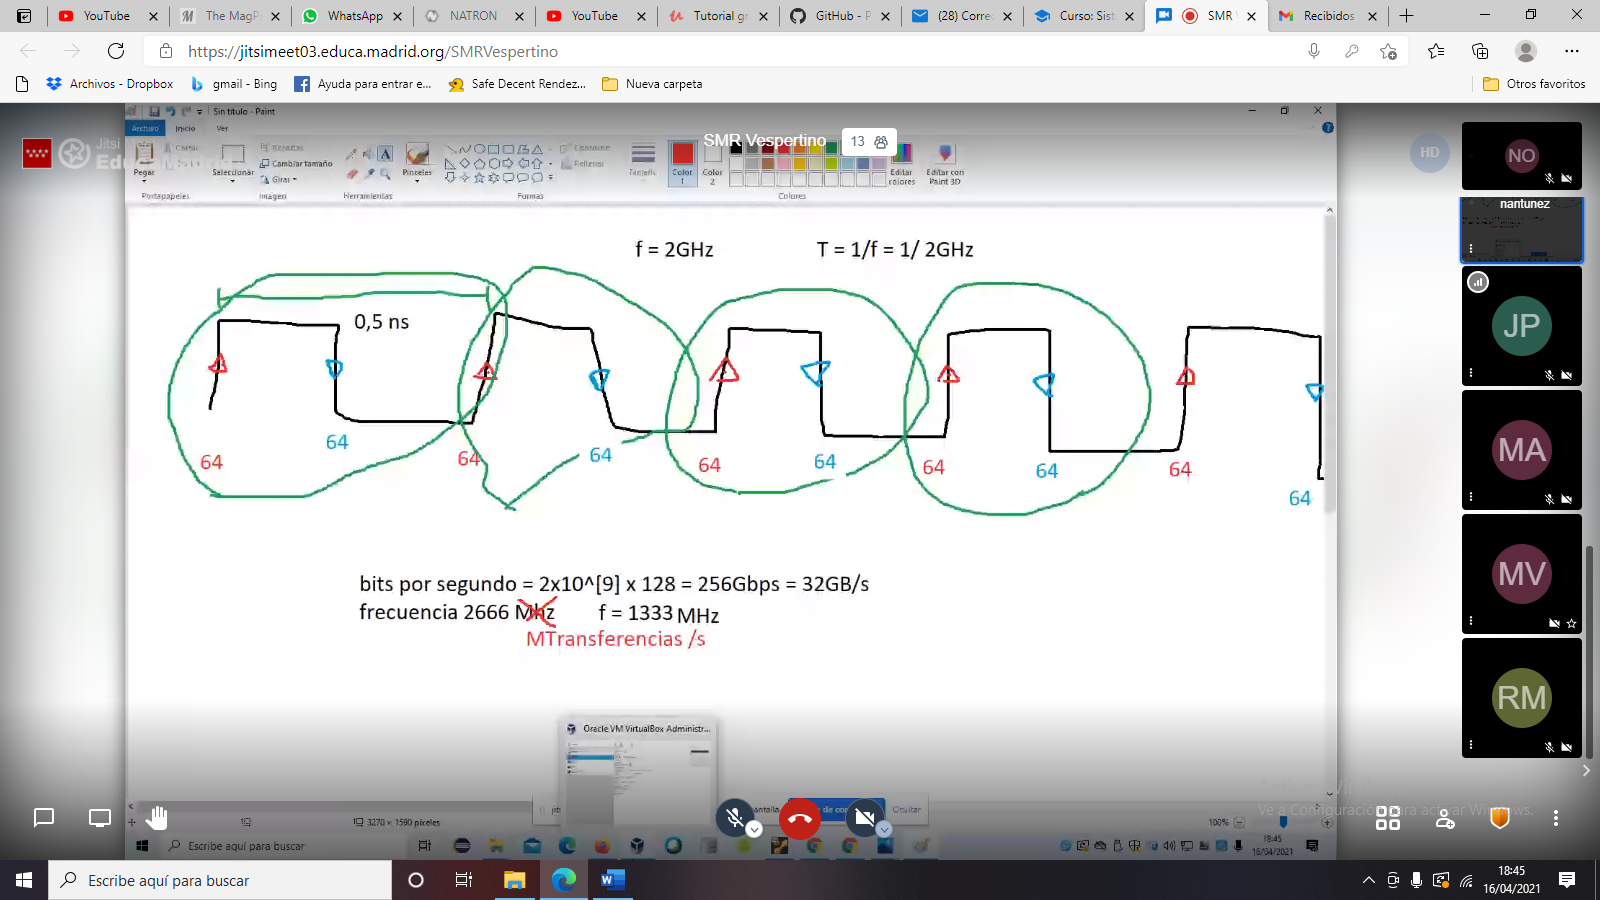 YouTube
The MagP
WhatsApp
NATRON
YouTube
Tutorial gr
GitHub - P
(28) Corre
Curso: Sist
SMR
Recibidos
https://jitsimeet03.educa.madrid.org/SMRVespertino
Archivos - Dropbox
gmail - Bing
Ayuda para entrar e...
Safe Decent Rendez...
Nueva carpeta
Otros favoritos
Sin título - Paint
Archivo
Inicio
Ver
SMR Vespertino
13
Jitsi
Pegar
Seleccionar
Cambiar tamaño
Girar
Pinceles
Color 1
Color 2
Editar colores
Editar con Paint 3D
Portapapeles
Imagen
Herramientas
Formas
Colores
HD
NO
nantunez
JP
MA
MV
RM
f = 2GHz
T = 1/f = 1/ 2GHz
0,5 ns
64
64
64
64
64
64
64
64
64
64
bits por segundo = 2x10^[9] x 128 = 256Gbps = 32GB/s
frecuencia 2666 Mhz
f = 1333 MHz
MTransferencias /s
Oracle VM VirtualBox Administr...
Ocultar
3270 × 1590 píxeles
100%
Ve a Configuración para activar Windows.
Escribe aquí para buscar
18:45
16/04/2021
Escribe aquí para buscar
18:45
16/04/2021